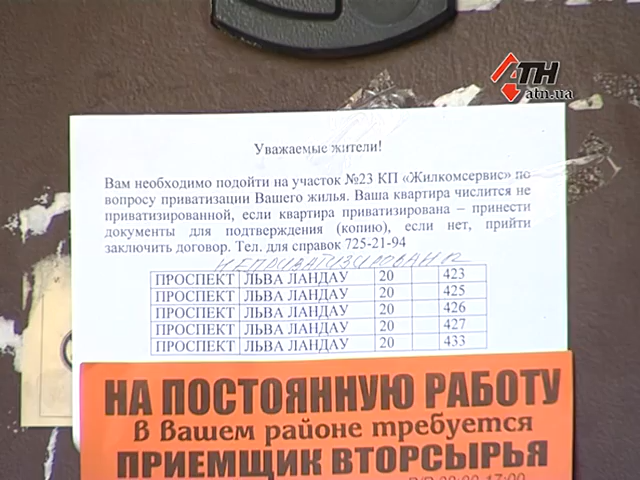 АТН
atn.ua
Уважаемые жители!
Вам необходимо подойти на участок №23 КП «Жилкомсервис» по
вопросу приватизации Вашего жилья. Ваша квартира числится не
приватизированной, если квартира приватизирована – принести
документы для подтверждения (копию), если нет, прийти
заключить договор. Тел. для справок 725-21-94
ПРОСПЕКТ ЛЬВА ЛАНДАУ 20 423
ПРОСПЕКТ ЛЬВА ЛАНДАУ 20 425
ПРОСПЕКТ ЛЬВА ЛАНДАУ 20 426
ПРОСПЕКТ ЛЬВА ЛАНДАУ 20 427
ПРОСПЕКТ ЛЬВА ЛАНДАУ 20 433
НА ПОСТОЯННУЮ РАБОТУ
в Вашем районе требуется
ПРИЕМЩИК ВТОРСЫРЬЯ